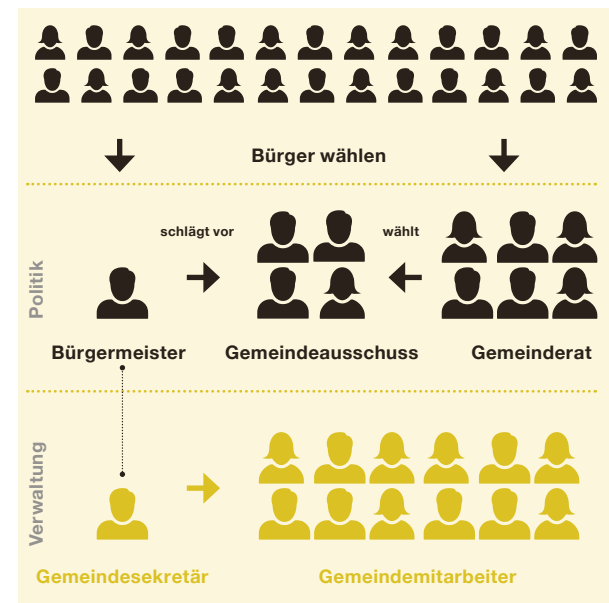 Bürger wählen
schlägt vor
wählt
Politik
Bürgermeister
Gemeindeausschuss
Gemeinderat
Verwaltung
Gemeindesekretär
Gemeindemitarbeiter